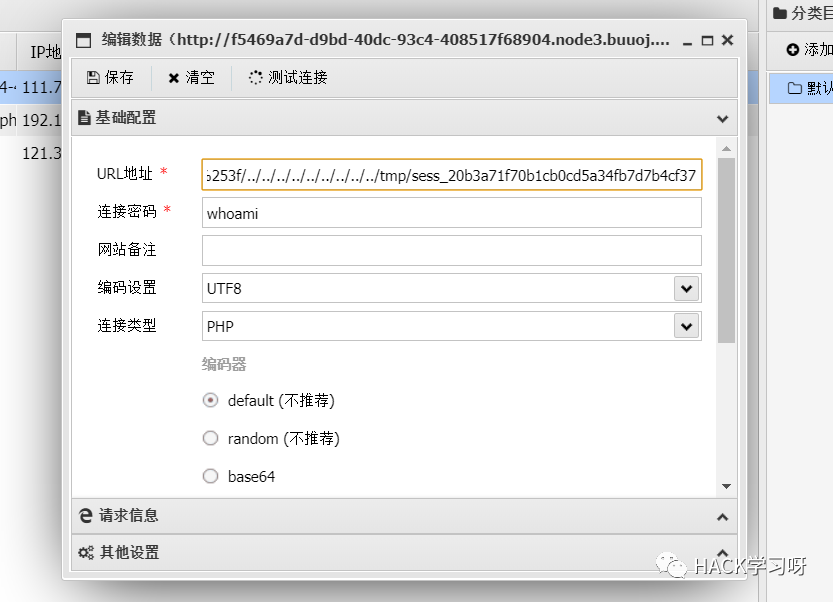 分类目
编辑数据（http://f5469a7d-d9bd-40dc-93c4-408517f68904.node3.buuoj....
IP地
添加
保存
清空
测试连接
4-4
111.7
默认
ph
192.1
基础配置
121.3
URL地址 *
%253f/../../../../../../../../../tmp/sess_20b3a71f70b1cb0cd5a34fb7d7b4cf37
连接密码 *
whoami
网站备注
编码设置
UTF8
连接类型
PHP
编码器
default (不推荐)
random (不推荐)
base64
请求信息
其他设置
HACK学习呀